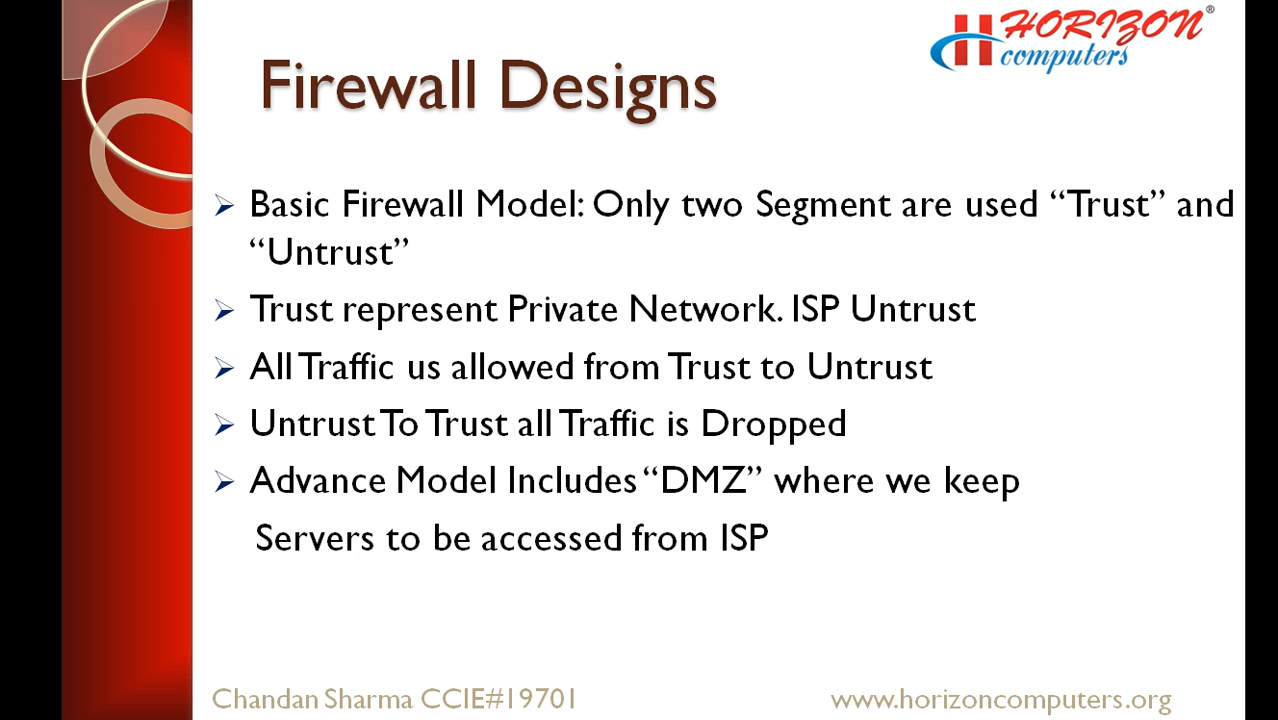 HORIZON®
computers
Firewall Designs
Basic Firewall Model: Only two Segment are used “Trust” and
“Untrust”
Trust represent Private Network. ISP Untrust
All Traffic us allowed from Trust to Untrust
Untrust To Trust all Traffic is Dropped
Advance Model Includes “DMZ” where we keep
Servers to be accessed from ISP
Chandan Sharma CCIE#19701
www.horizoncomputers.org